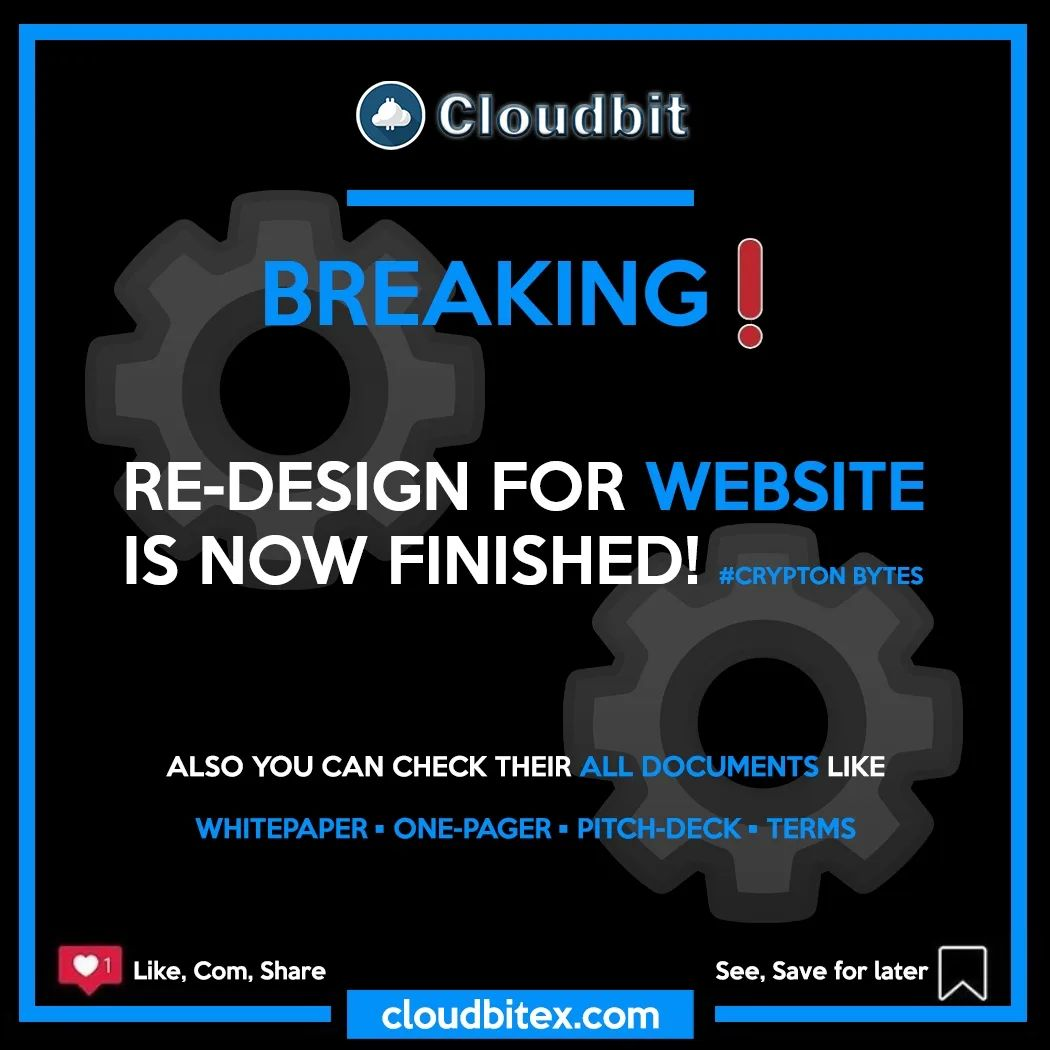 Cloudbit
BREAKING❗
RE-DESIGN FOR WEBSITE
IS NOW FINISHED! #CRYPTON BYTES
ALSO YOU CAN CHECK THEIR ALL DOCUMENTS LIKE
WHITEPAPER ▪ ONE-PAGER ▪ PITCH-DECK ▪ TERMS
1 Like, Com, Share
See, Save for later
cloudbitex.com